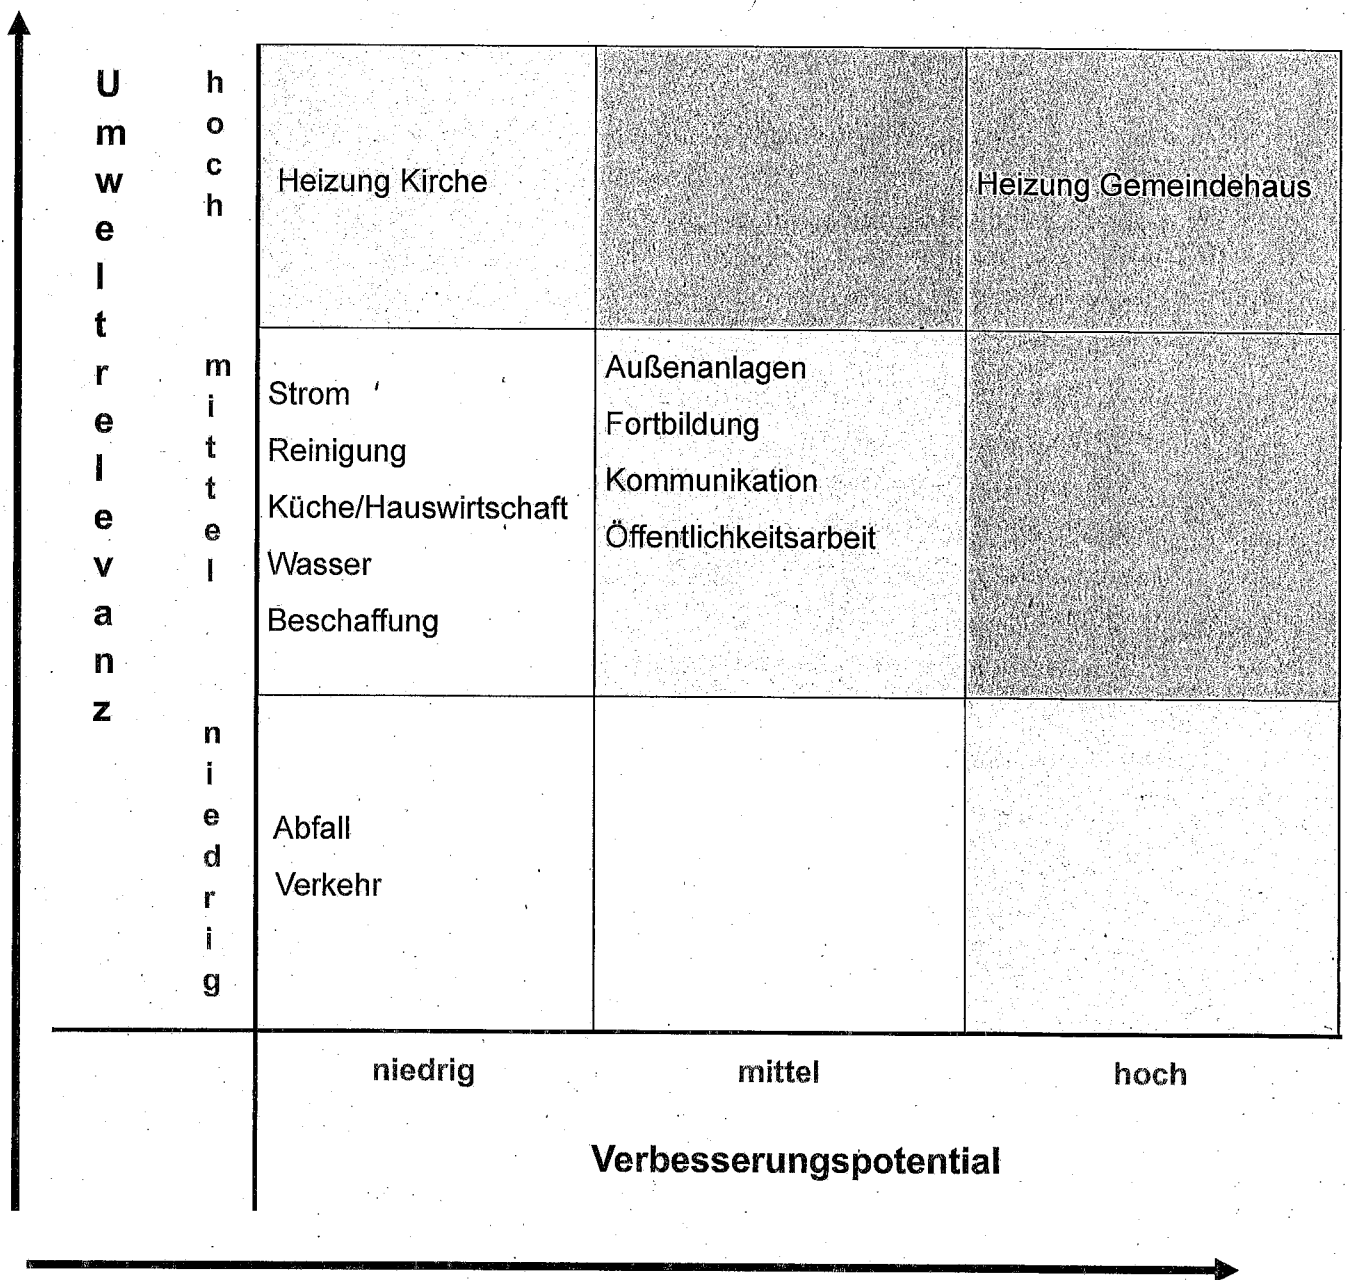 Umweltrelevanz
hoch
Heizung Kirche
Heizung Gemeindehaus
mittel
Strom
Reinigung
Küche/Hauswirtschaft
Wasser
Beschaffung
Außenanlagen
Fortbildung
Kommunikation
Öffentlichkeitsarbeit
niedrig
Abfall
Verkehr
niedrig
mittel
hoch
Verbesserungspotential